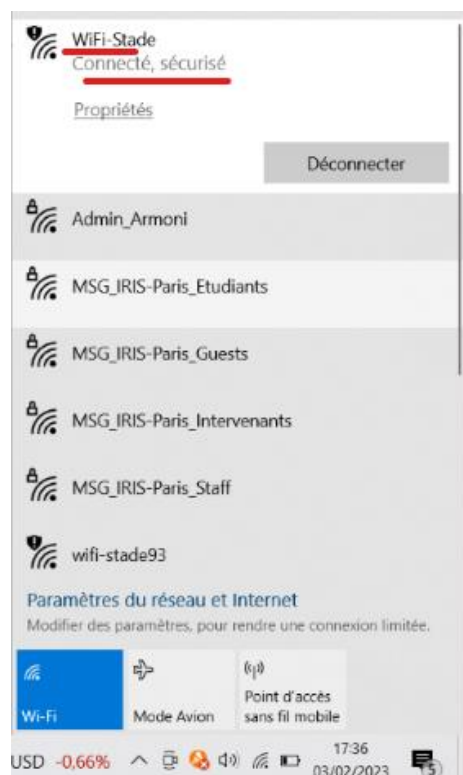 WiFi-Stade
Connecté, sécurisé
Propriétés
Déconnecter
Admin_Armoni
MSG_IRIS-Paris_Etudiants
MSG_IRIS-Paris_Guests
MSG_IRIS-Paris_Intervenants
MSG_IRIS-Paris_Staff
wifi-stade93
Paramètres du réseau et Internet
Modifier des paramètres, pour rendre une connexion limitée.
Wi-Fi
Mode Avion
Point d'accès
sans fil mobile
USD -0,66%
17:36
03/02/2023